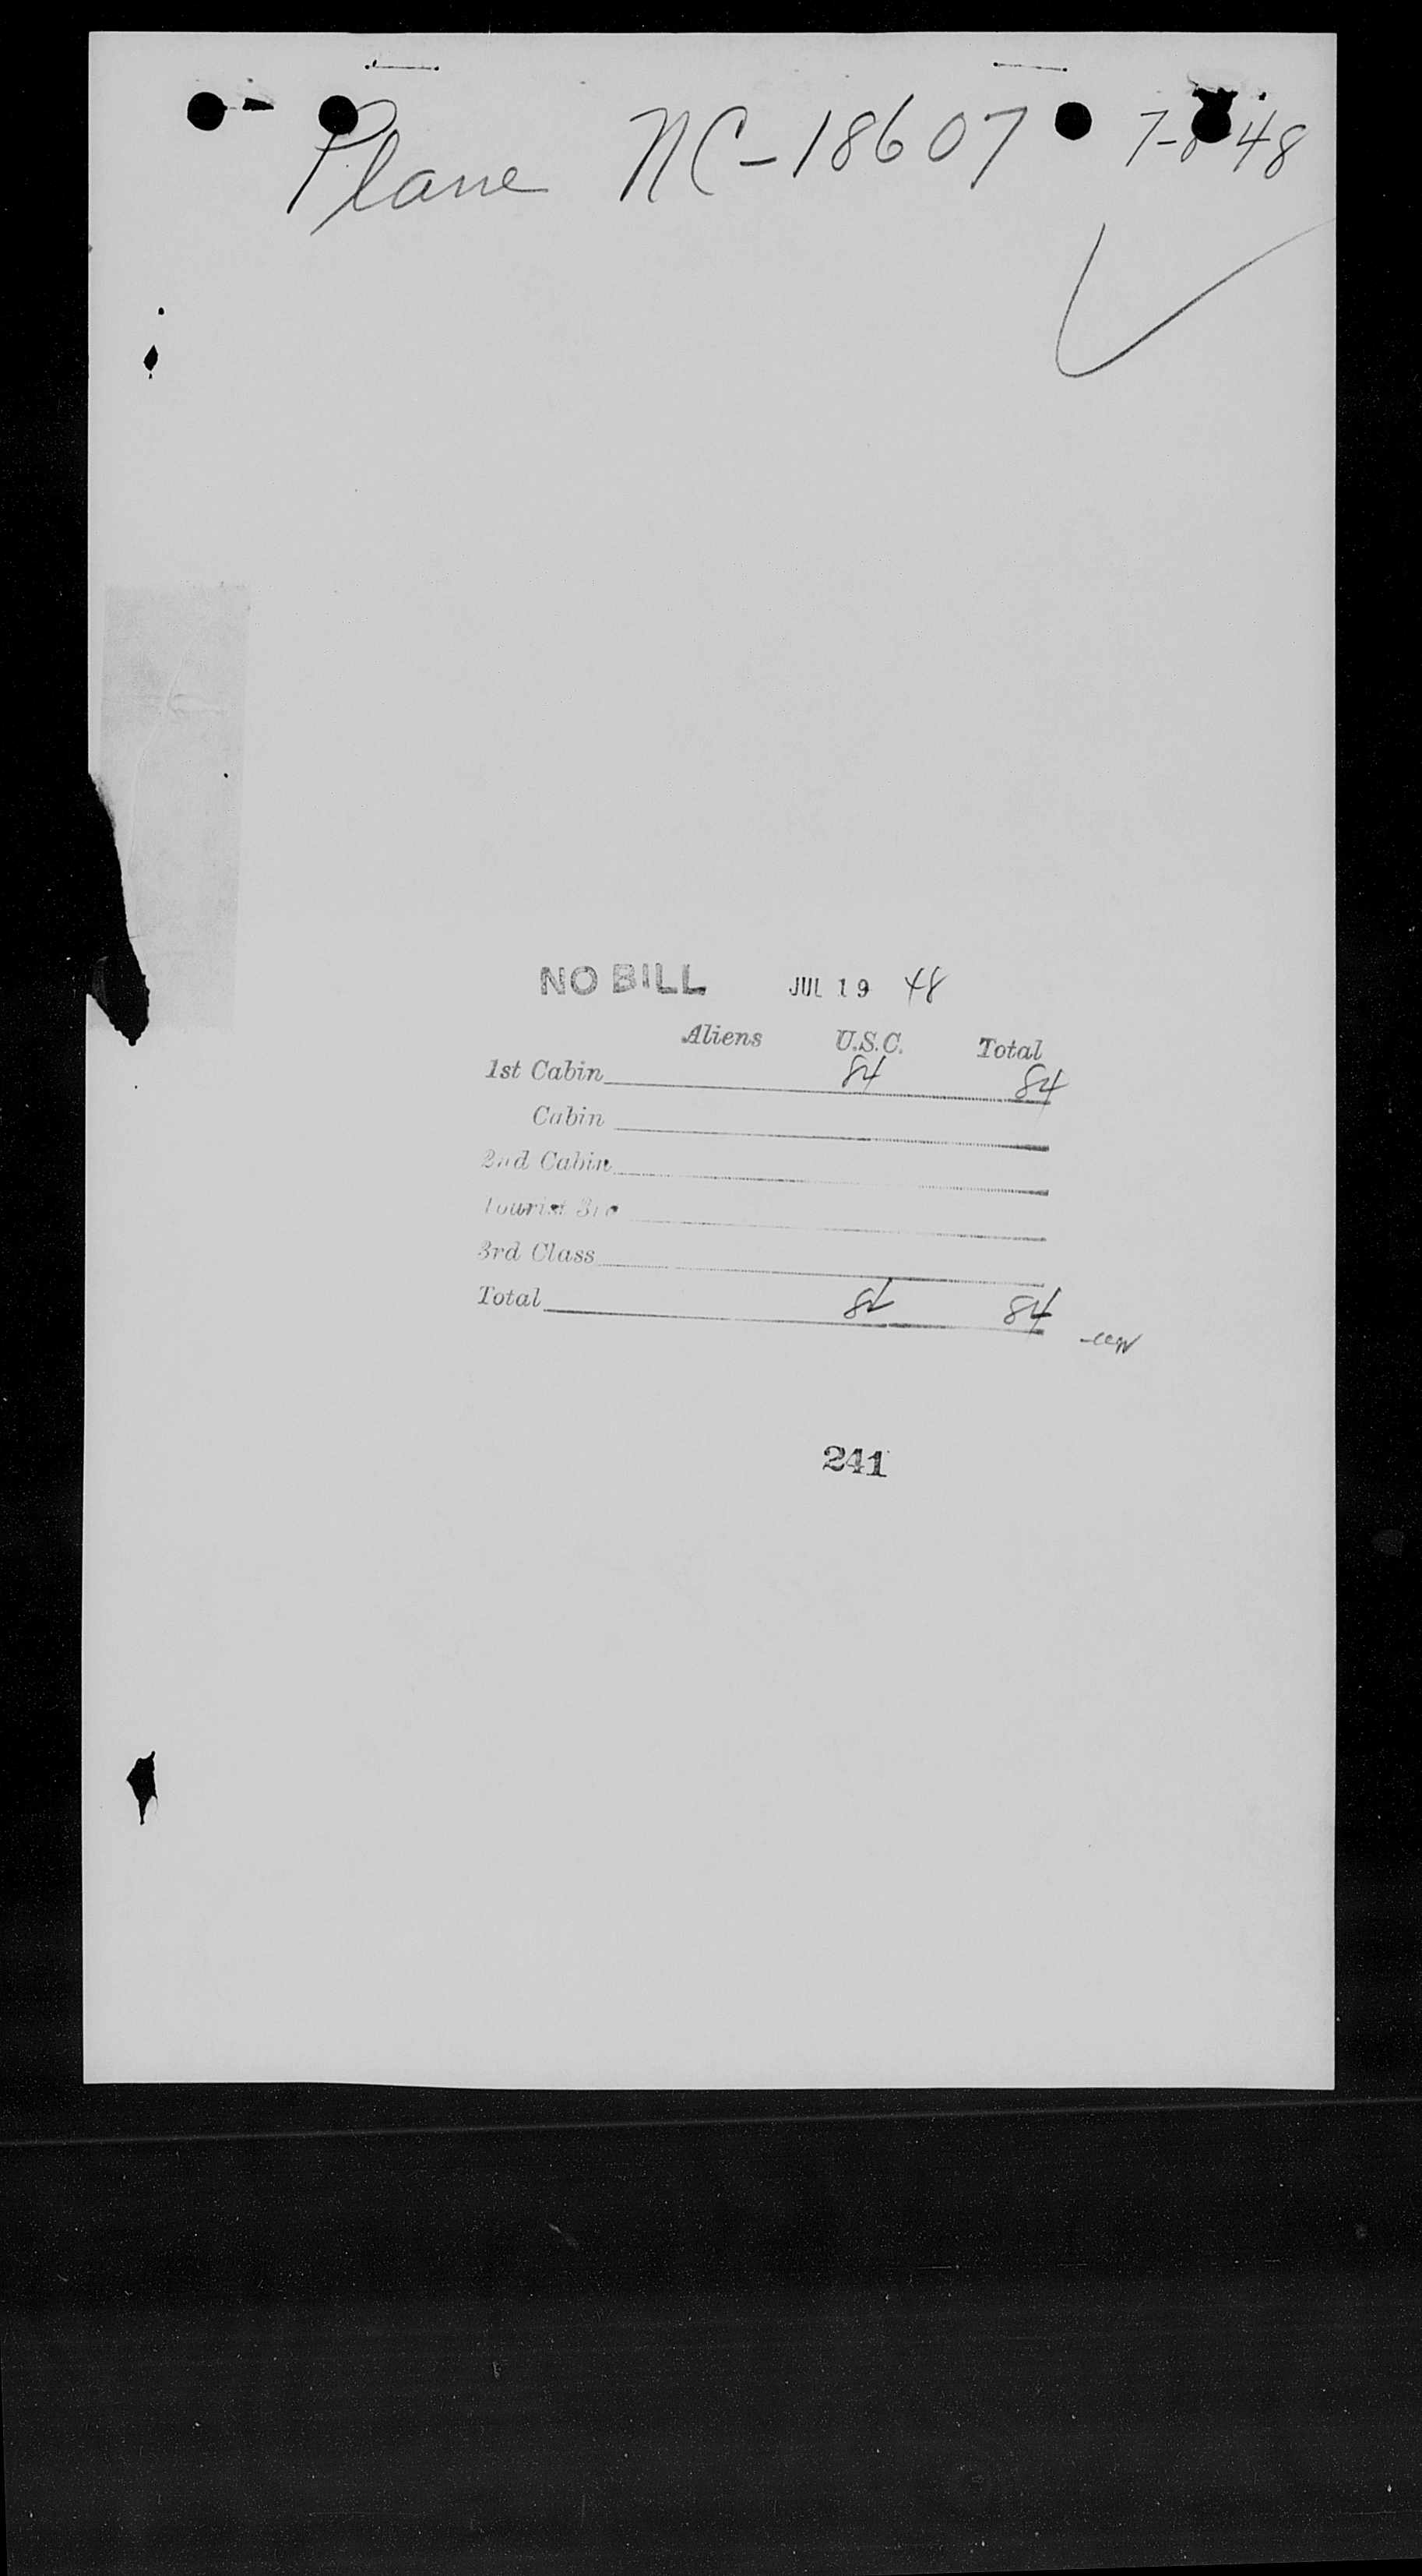 Plane NC-18607 7- 48
NO BILL JUL 19 48
Aliens U.S.C. Total
1st Cabin 84 84
Cabin
2nd Cabin
Tourist 3rd
3rd Class
Total 84 84
241